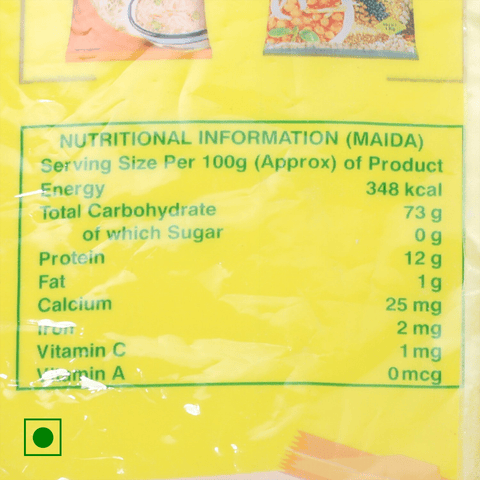 NUTRITIONAL INFORMATION (MAIDA)
Serving Size Per 100g (Approx) of Product
Energy 348 kcal
Total Carbohydrate 73 g
of which Sugar 0 g
Protein 12 g
Fat 1 g
Calcium 25 mg
Iron 2 mg
Vitamin C 1 mg
Vitamin A 0 mcg